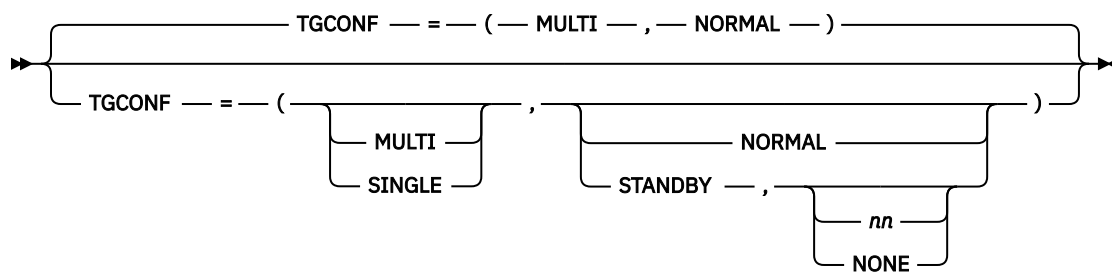 TGCONF = ( MULTI , NORMAL )
TGCONF = ( , )
MULTI NORMAL
SINGLE STANDBY ,
nn
NONE